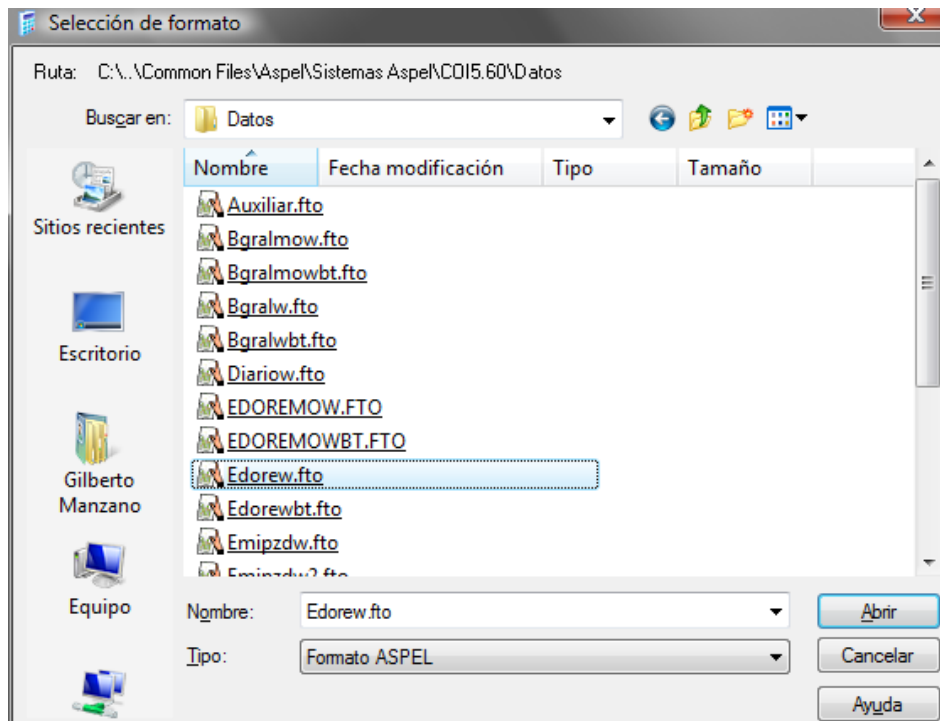 Selección de formato
Ruta: C:\..\Common Files\Aspel\Sistemas Aspel\COI5.60\Datos
Buscar en: Datos
Nombre Fecha modificación Tipo Tamaño
Sitios recientes
Escritorio
Gilberto
Manzano
Equipo
Auxiliar.fto
Bgralmow.fto
Bgralmowbt.fto
Bgralw.fto
Bgralwbt.fto
Diariow.fto
EDOREMOW.FTO
EDOREMOWBT.FTO
Edorew.fto
Edorewbt.fto
Emipzdw.fto
Emipzdw2.fto
Nombre: Edorew.fto Abrir
Tipo: Formato ASPEL Cancelar
Ayuda